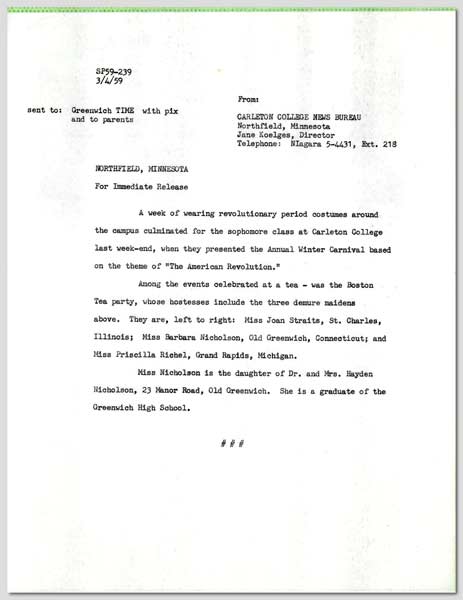 SP59-239
3/4/59
From:
sent to: Greenwich TIME with pix
and to parents
CARLETON COLLEGE NEWS BUREAU
Northfield, Minnesota
Jane Koelges, Director
Telephone: NIagara 5-4431, Ext. 218
NORTHFIELD, MINNESOTA
For Immediate Release
A week of wearing revolutionary period costumes around
the campus culminated for the sophomore class at Carleton College
last week-end, when they presented the Annual Winter Carnival based
on the theme of "The American Revolution."
Among the events celebrated at a tea - was the Boston
Tea party, whose hostesses include the three demure maidens
above. They are, left to right: Miss Joan Straits, St. Charles,
Illinois; Miss Barbara Nicholson, Old Greenwich, Connecticut; and
Miss Priscilla Richel, Grand Rapids, Michigan.
Miss Nicholson is the daughter of Dr. and Mrs. Hayden
Nicholson, 23 Manor Road, Old Greenwich. She is a graduate of the
Greenwich High School.
# # #